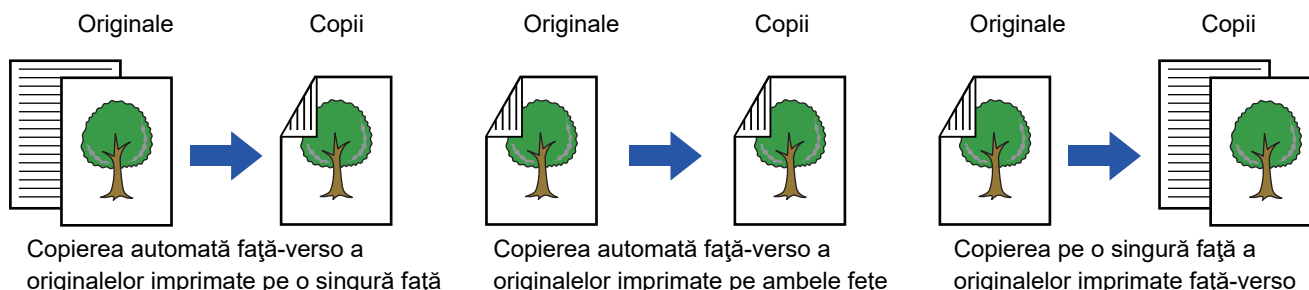 Originale Copii Originale Copii Originale Copii
Copierea automată faţă-verso a
originalelor imprimate pe o singură faţă
Copierea automată faţă-verso a
originalelor imprimate pe ambele feţe
Copierea pe o singură faţă a
originalelor imprimate faţă-verso